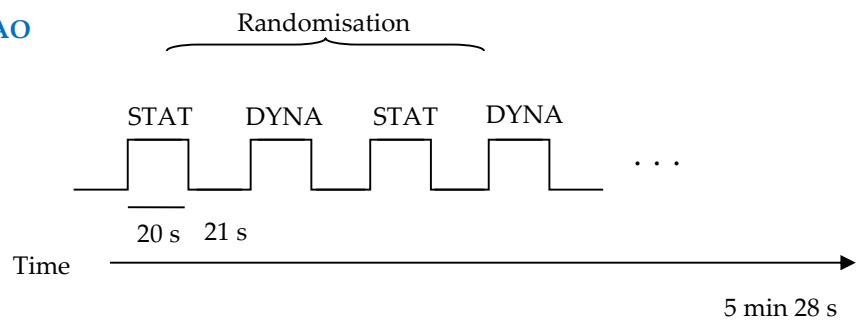 AO
Randomisation
STAT DYNA STAT DYNA
. . .
20 s 21 s
Time
5 min 28 s